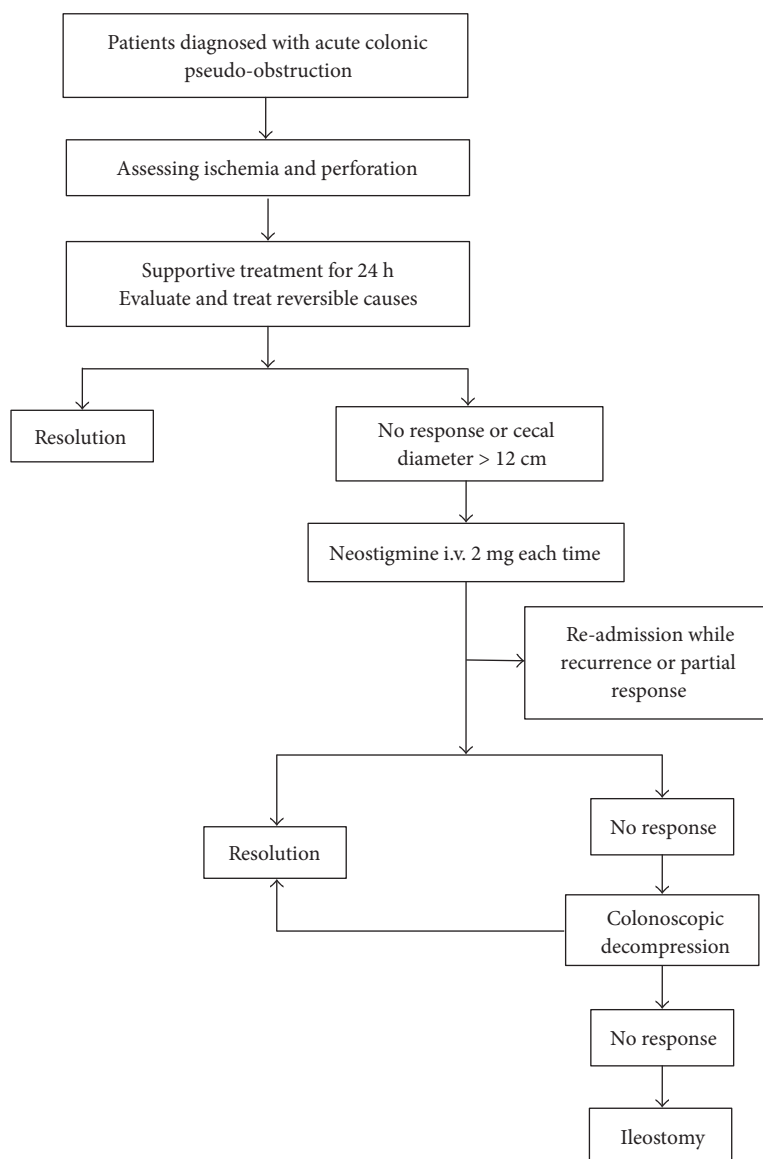 Patients diagnosed with acute colonic
pseudo-obstruction
Assessing ischemia and perforation
Supportive treatment for 24 h
Evaluate and treat reversible causes
Resolution
No response or cecal
diameter > 12 cm
Neostigmine i.v. 2 mg each time
Re-admission while
recurrence or partial
response
Resolution
No response
Colonoscopic
decompression
No response
Ileostomy